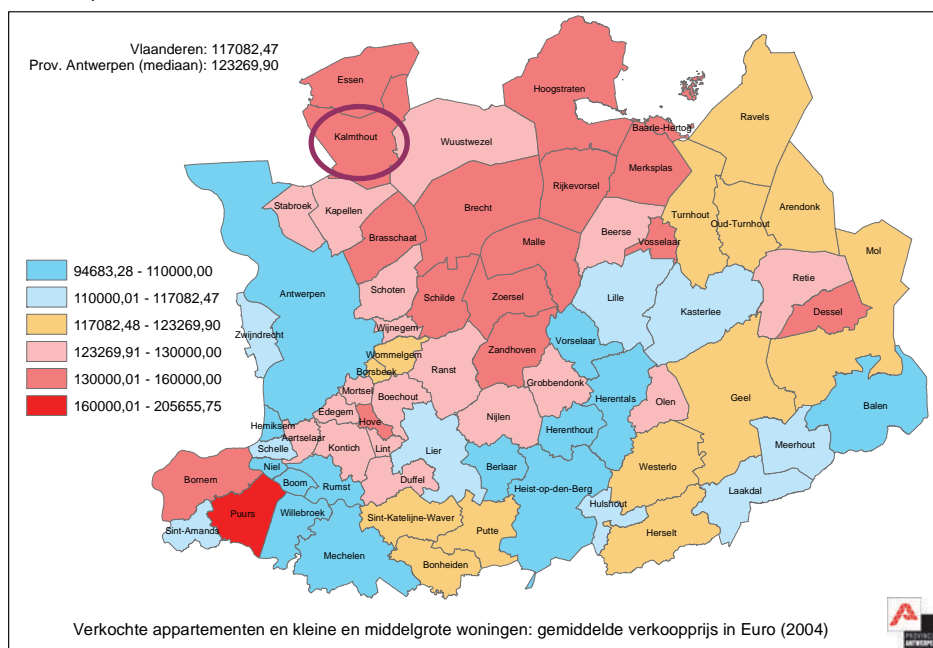 Vlaanderen: 117082,47
Prov. Antwerpen (mediaan): 123269,90
Essen
Hoogstraten
Kalmthout
Wuustwezel
Baarle-Hertog
Ravels
Merksplas
Rijkevorsel
Stabroek
Kapellen
Brecht
Turnhout
Oud-Turnhout
Arendonk
Brasschaat
Malle
Beerse
Vosselaar
Mol
94683,28 - 110000,00
110000,01 - 117082,47
117082,48 - 123269,90
123269,91 - 130000,00
130000,01 - 160000,00
160000,01 - 205655,75
Antwerpen
Schoten
Schilde
Zoersel
Lille
Kasterlee
Retie
Dessel
Zwijndrecht
Wijnegem
Vorselaar
Wommelgem
Zandhoven
Borsbeek
Ranst
Grobbendonk
Mortsel
Boechout
Herentals
Olen
Geel
Balen
Edegem
Hove
Nijlen
Hemiksem
Aartselaar
Herenthout
Schelle
Kontich
Lint
Lier
Meerhout
Niel
Berlaar
Westerlo
Bornem
Boom
Rumst
Duffel
Heist-op-den-Berg
Laakdal
Hulshout
Puurs
Willebroek
Sint-Katelijne-Waver
Putte
Herselt
Sint-Amands
Mechelen
Bonheiden
Verkochte appartementen en kleine en middelgrote woningen: gemiddelde verkoopprijs in Euro (2004)
A
PROVINCIE
ANTWERPEN